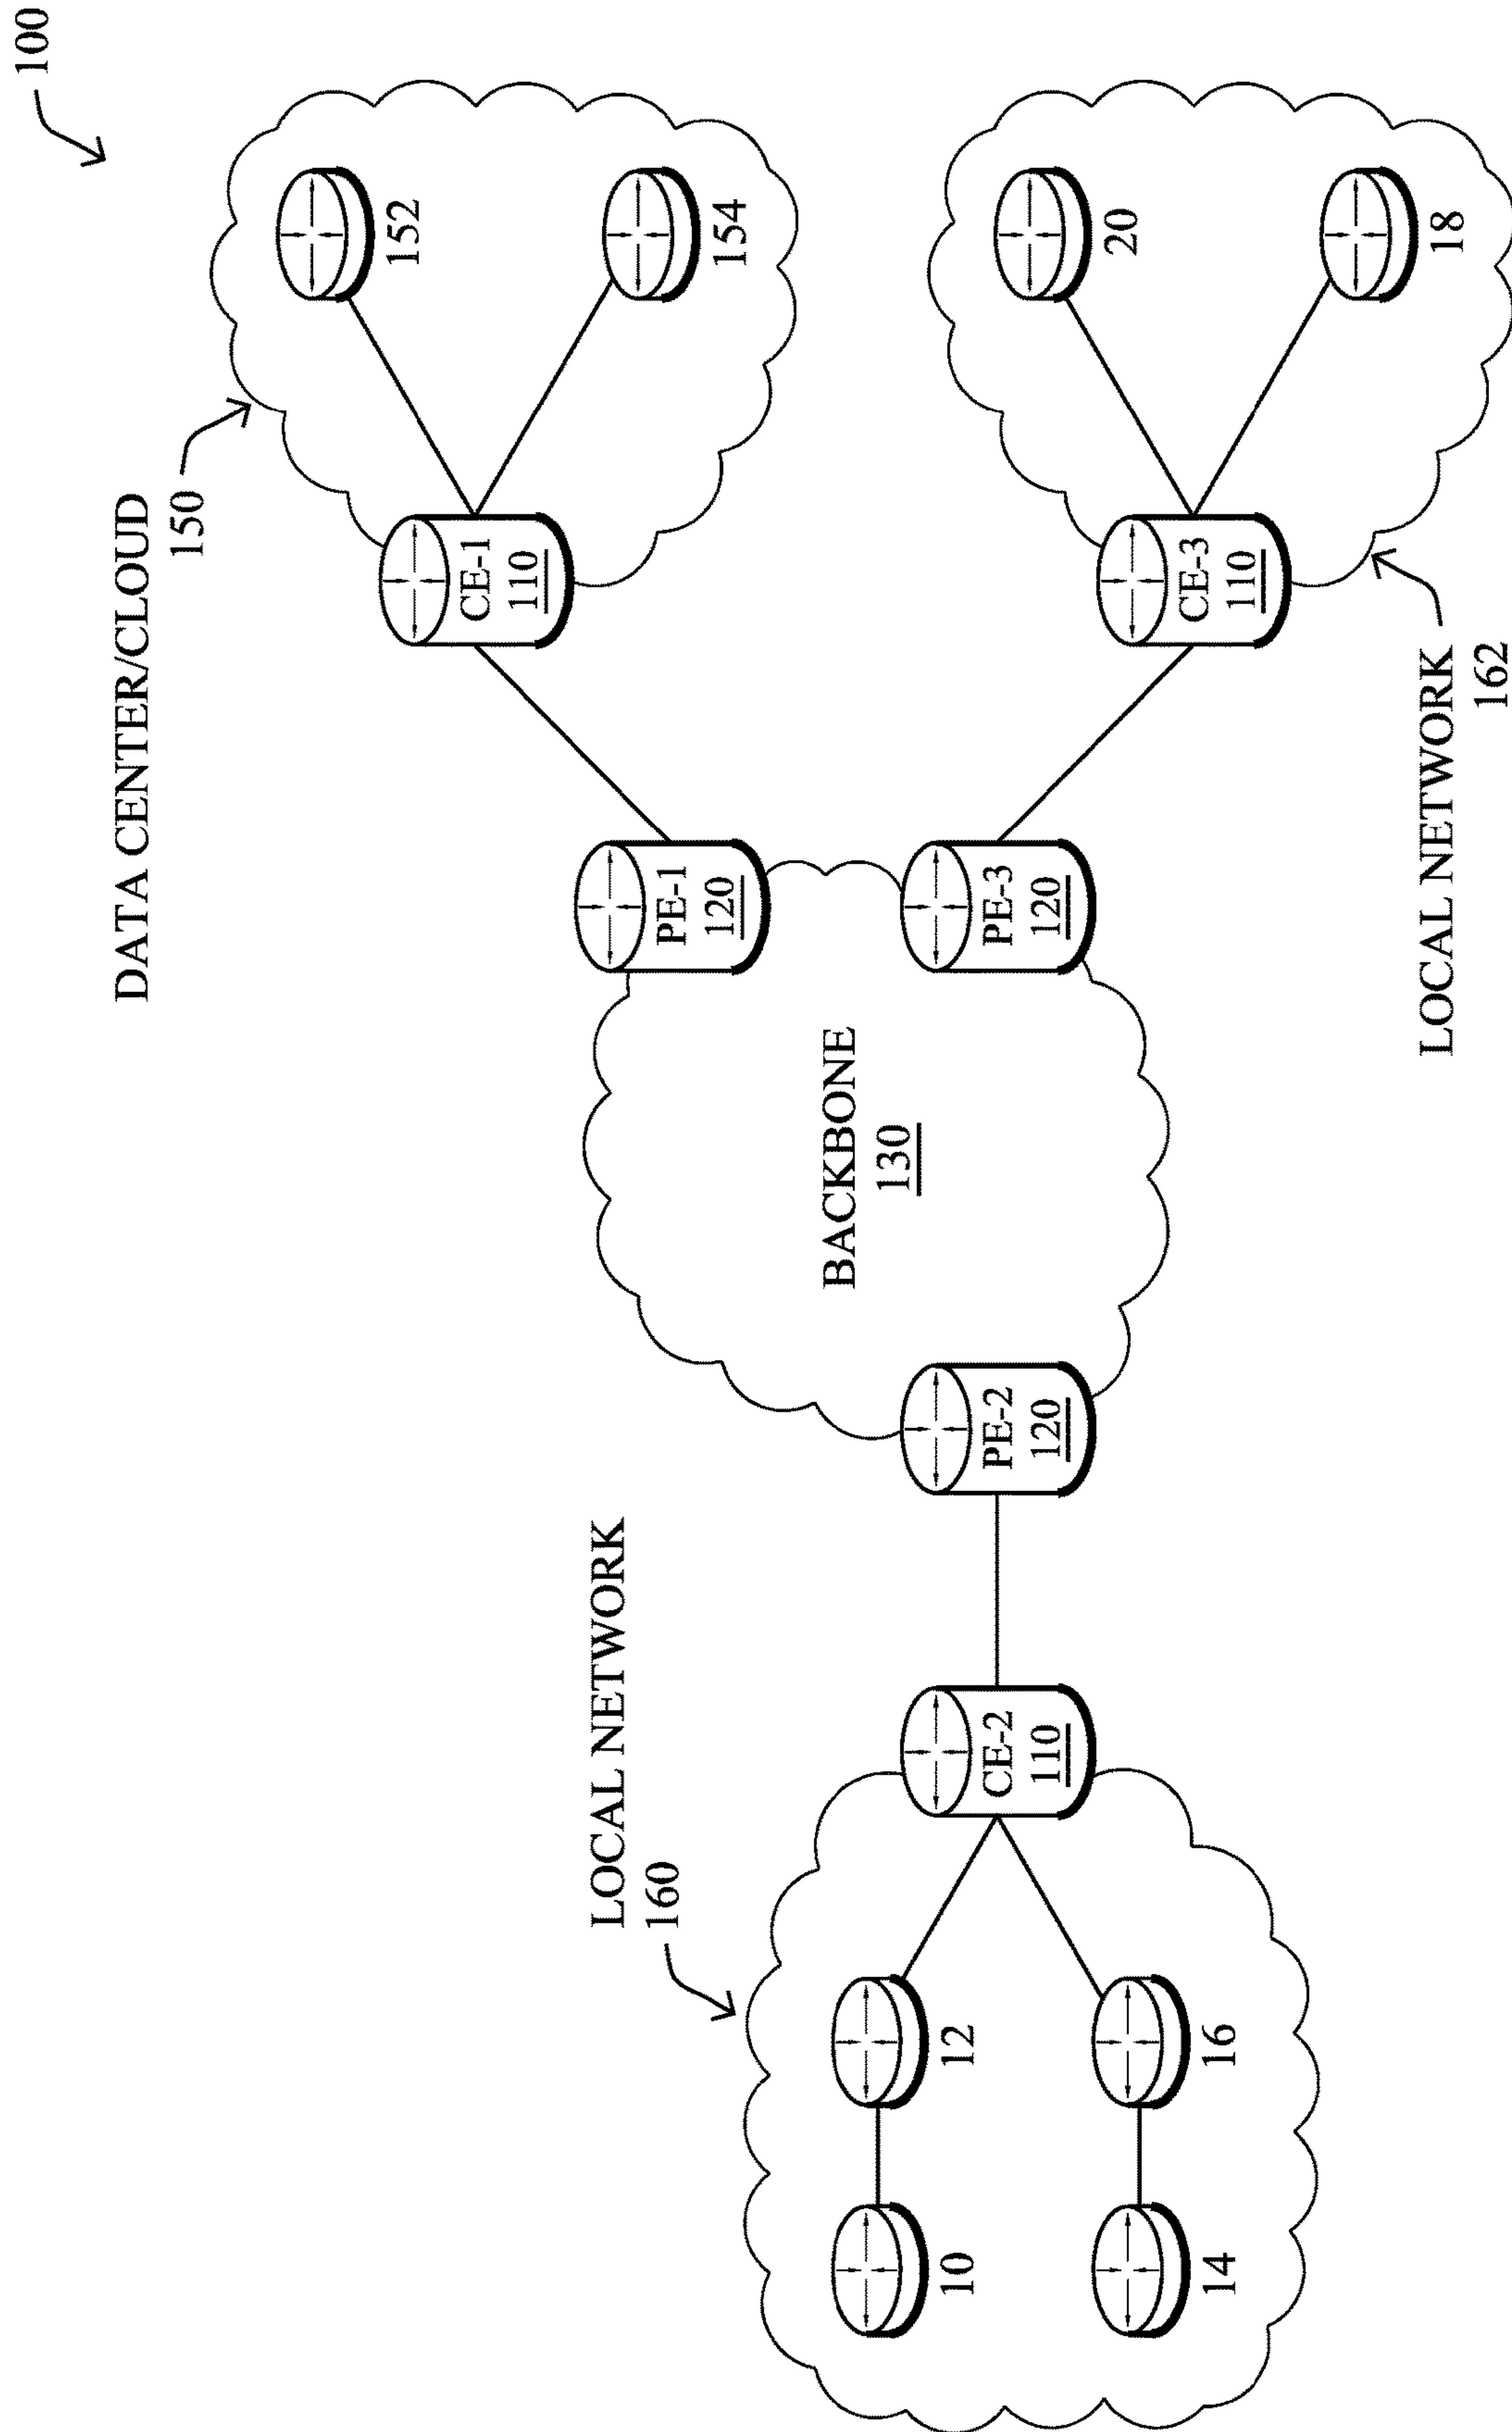 100
DATA CENTER/CLOUD
150
152
154
CE-1
110
PE-1
120
LOCAL NETWORK
160
BACKBONE
130
10
12
CE-2
110
PE-2
120
PE-3
120
CE-3
110
20
14
16
18
LOCAL NETWORK
162